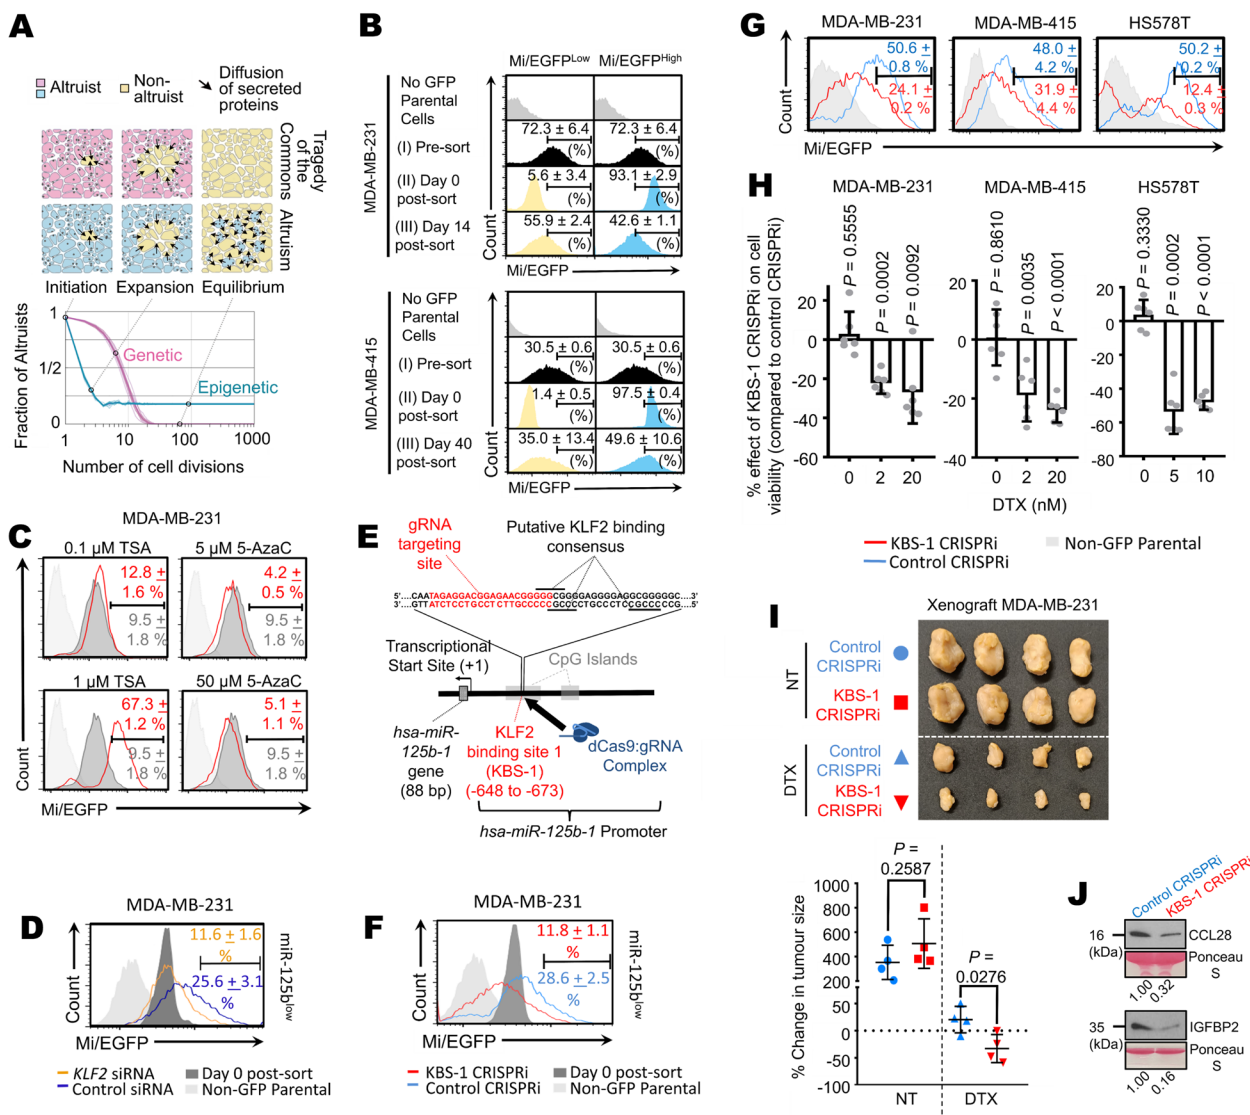 A
Altruist
Non-
altruist
Diffusion
of secreted
proteins
Tragedy
of the
Commons
Altruism
Initiation
Expansion
Equilibrium
Fraction of Altruists
1
1/2
0
Genetic
Epigenetic
1
10
100
1000
Number of cell divisions
B
Mi/EGFPLow
Mi/EGFPHigh
MDA-MB-231
No GFP
Parental
Cells
(I) Pre-sort
72.3 ± 6.4
(%)
72.3 ± 6.4
(%)
(II) Day 0
post-sort
5.6 ± 3.4
(%)
93.1 ± 2.9
(%)
(III) Day 14
post-sort
55.9 ± 2.4
(%)
42.6 ± 1.1
(%)
Count
Mi/EGFP
MDA-MB-415
No GFP
Parental
Cells
(I) Pre-sort
30.5 ± 0.6
(%)
30.5 ± 0.6
(%)
(II) Day 0
post-sort
1.4 ± 0.5
(%)
97.5 ± 0.4
(%)
(III) Day 40
post-sort
35.0 ± 13.4
(%)
49.6 ± 10.6
(%)
Count
Mi/EGFP
C
MDA-MB-231
0.1 µM TSA
12.8 ±
1.6 %
9.5 ±
1.8 %
5 µM 5-AzaC
4.2 ±
0.5 %
9.5 ±
1.8 %
1 µM TSA
67.3 ±
1.2 %
9.5 ±
1.8 %
50 µM 5-AzaC
5.1 ±
1.1 %
9.5 ±
1.8 %
Count
Mi/EGFP
D
MDA-MB-231
11.6 ± 1.6
%
25.6 ± 3.1
%
miR-125blow
Count
Mi/EGFP
KLF2 siRNA
Control siRNA
Day 0 post-sort
Non-GFP Parental
E
gRNA
targeting
site
Putative KLF2 binding
consensus
Transcriptional
Start Site (+1)
CpG Islands
hsa-miR-
125b-1
gene
(88 bp)
KLF2
binding site 1
(KBS-1)
(-648 to -673)
dCas9:gRNA
Complex
hsa-miR-125b-1 Promoter
F
MDA-MB-231
11.8 ± 1.1
%
28.6 ± 2.5
%
miR-125blow
Count
Mi/EGFP
KBS-1 CRISPRi
Control CRISPRi
Day 0 post-sort
Non-GFP Parental
G
MDA-MB-231
50.6 ±
0.8 %
24.1 ±
0.2 %
MDA-MB-415
48.0 ±
4.2 %
31.9 ±
4.4 %
HS578T
50.2 ±
0.2 %
12.4 ±
0.3 %
Count
Mi/EGFP
H
% effect of KBS-1 CRISPRi on cell
viability (compared to control CRISPRi)
MDA-MB-231
P = 0.5555
P = 0.0002
P = 0.0092
20
0
-20
-40
-60
0
2
20
MDA-MB-415
P = 0.8610
P = 0.0035
P < 0.0001
20
0
-20
-40
0
2
20
HS578T
P = 0.3330
P = 0.0002
P < 0.0001
20
0
-20
-40
-60
-80
0
5
10
DTX (nM)
KBS-1 CRISPRi
Control CRISPRi
Non-GFP Parental
I
Xenograft MDA-MB-231
NT
Control
CRISPRi
KBS-1
CRISPRi
DTX
Control
CRISPRi
KBS-1
CRISPRi
% Change in tumour size
P =
0.2587
P =
0.0276
1000
800
600
400
200
50
0
-50
-100
NT
DTX
J
Control CRISPRi
KBS-1 CRISPRi
16
(kDa)
CCL28
Ponceau
S
1.00
0.32
35
(kDa)
IGFBP2
Ponceau
S
1.00
0.16